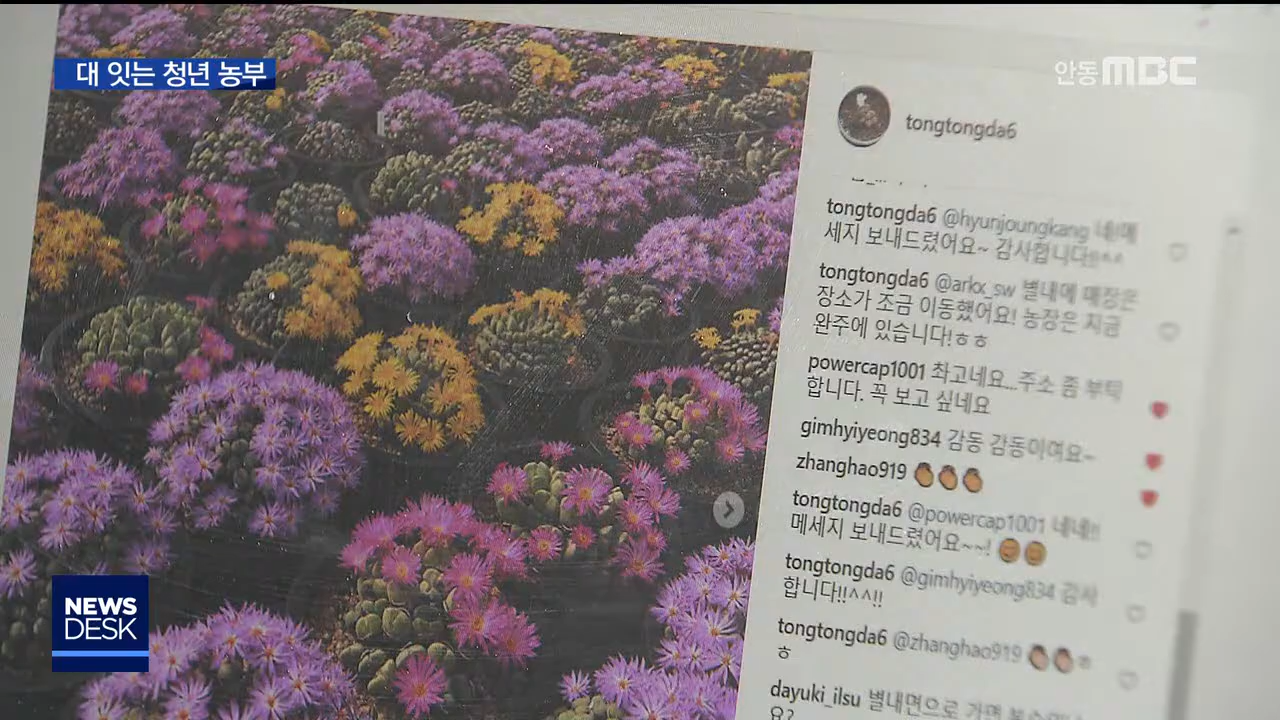 대 잇는 청년 농부
안동MBC
tongtongda6
tongtongda6 @hyunjoungkang 네!메
세지 보내드렸어요~ 감사합니다!!^^
tongtongda6 @arkx_sw 별내에 매장은
장소가 조금 이동했어요! 농장은 지금
완주에 있습니다!ㅎㅎ
powercap1001 최고네요...주소 좀 부탁
합니다. 꼭 보고 싶네요
gimhyiyeong834 감동 감동이여요~
zhanghao919
tongtongda6 @powercap1001 네네!!
메세지 보내드렸어요~~!
tongtongda6 @gimhyiyeong834 감사
합니다!!^^!!
tongtongda6 @zhanghao919 ㅎ
ㅎ
dayuki_ilsu 별내면으로 가면
요?
NEWS
DESK